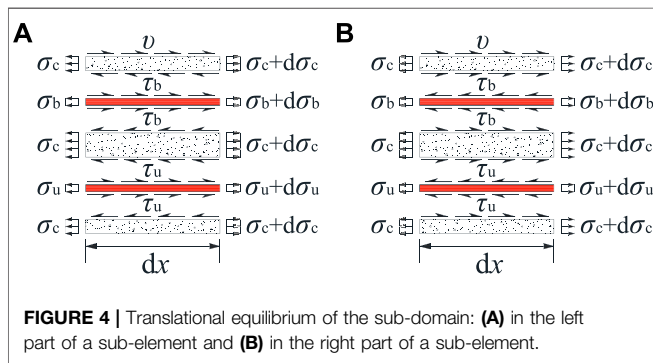 A
B
υ
υ
σc
σc+dσc
σc
σc+dσc
τb
τb
σb
σb+dσb
σb
σb+dσb
τb
τb
σc
σc+dσc
σc
σc+dσc
τu
τu
σu
σu+dσu
σu
σu+dσu
τu
τu
σc
σc+dσc
σc
σc+dσc
dx
dx
FIGURE 4 | Translational equilibrium of the sub-domain: (A) in the left
part of a sub-element and (B) in the right part of a sub-element.